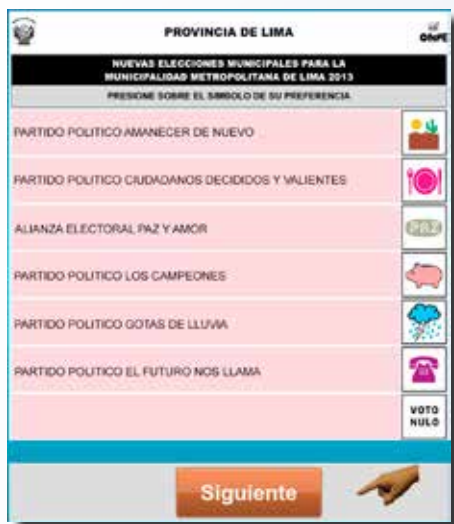 PROVINCIA DE LIMA
ONPE
NUEVAS ELECCIONES MUNICIPALES PARA LA
MUNICIPALIDAD METROPOLITANA DE LIMA 2013
PRESIONE SOBRE EL SIMBOLO DE SU PREFERENCIA
PARTIDO POLITICO AMANECER DE NUEVO
PARTIDO POLITICO CIUDADANOS DECIDIDOS Y VALIENTES
ALIANZA ELECTORAL PAZ Y AMOR
PAZ
PARTIDO POLITICO LOS CAMPEONES
PARTIDO POLITICO GOTAS DE LLUVIA
PARTIDO POLITICO EL FUTURO NOS LLAMA
VOTO
NULO
Siguiente